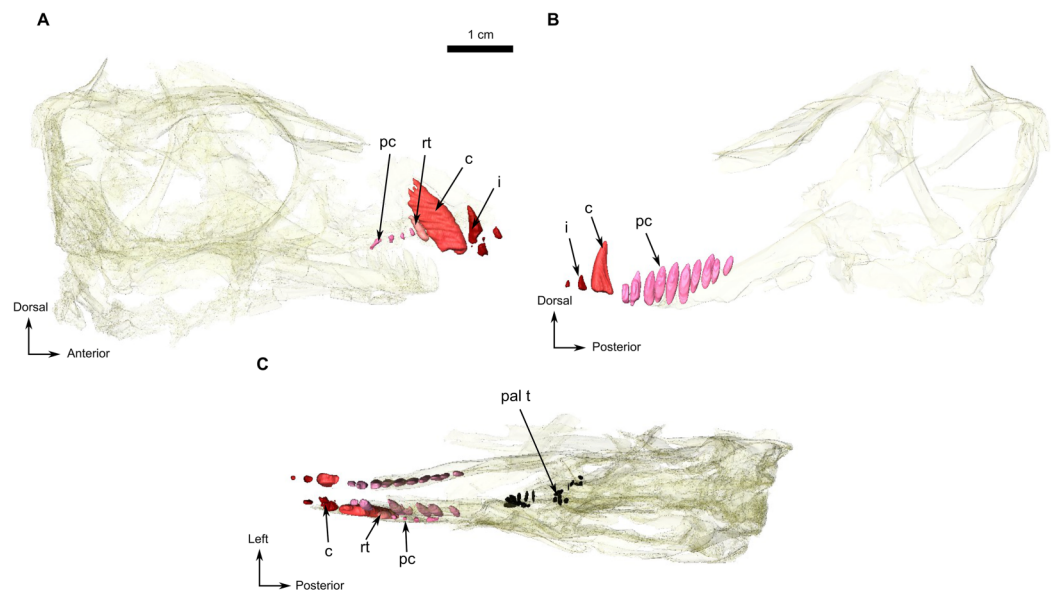 A
B
1 cm
pc
rt
c
i
Dorsal
Anterior
i
c
pc
Dorsal
Posterior
C
pal t
c
rt
pc
Left
Posterior